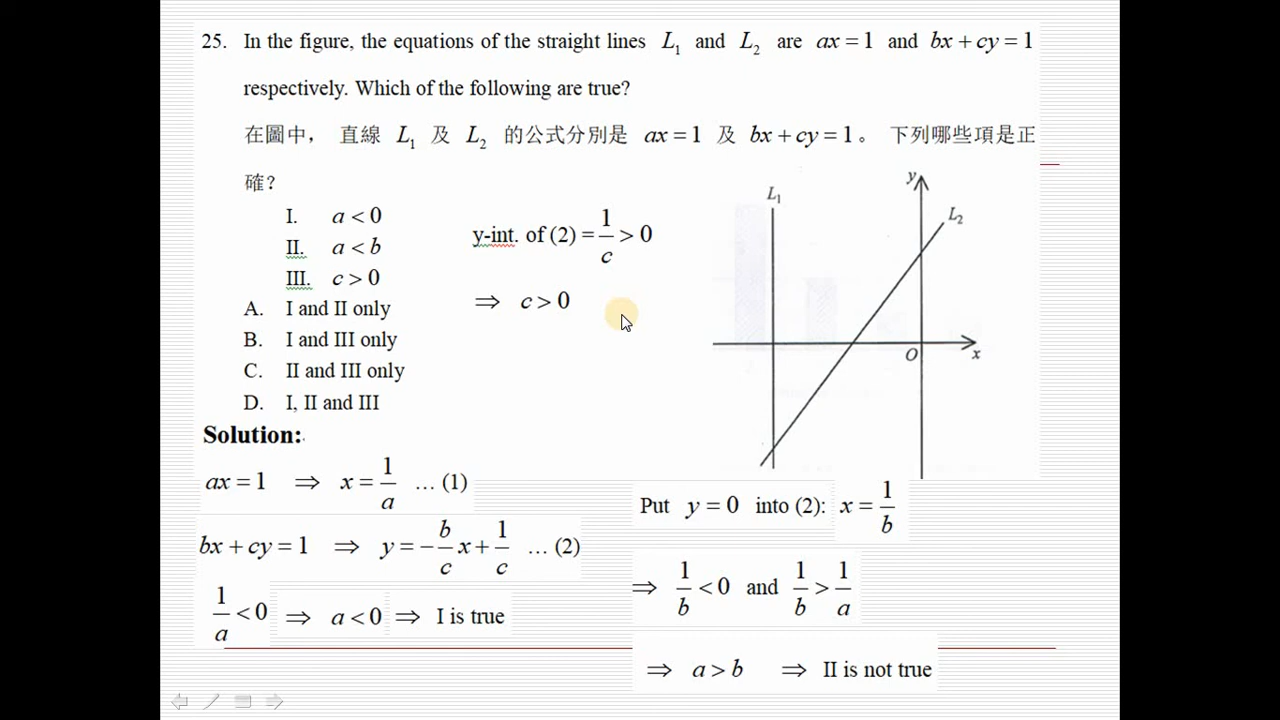 25. In the figure, the equations of the straight lines L₁ and L₂ are ax = 1 and bx + cy = 1
respectively. Which of the following are true?
在圖中， 直線 L₁ 及 L₂ 的公式分別是 ax = 1 及 bx + cy = 1。 下列哪些項是正
確？
I. a < 0
II. a < b
III. c > 0
A. I and II only
B. I and III only
C. II and III only
D. I, II and III
y-int. of (2) = 1/c > 0
⇒ c > 0
L₁
y
L₂
O
x
Solution:
ax = 1 ⇒ x = 1/a … (1)
bx + cy = 1 ⇒ y = −b/c x + 1/c … (2)
1/a < 0 ⇒ a < 0 ⇒ I is true
Put y = 0 into (2): x = 1/b
⇒ 1/b < 0 and 1/b > 1/a
⇒ a > b ⇒ II is not true